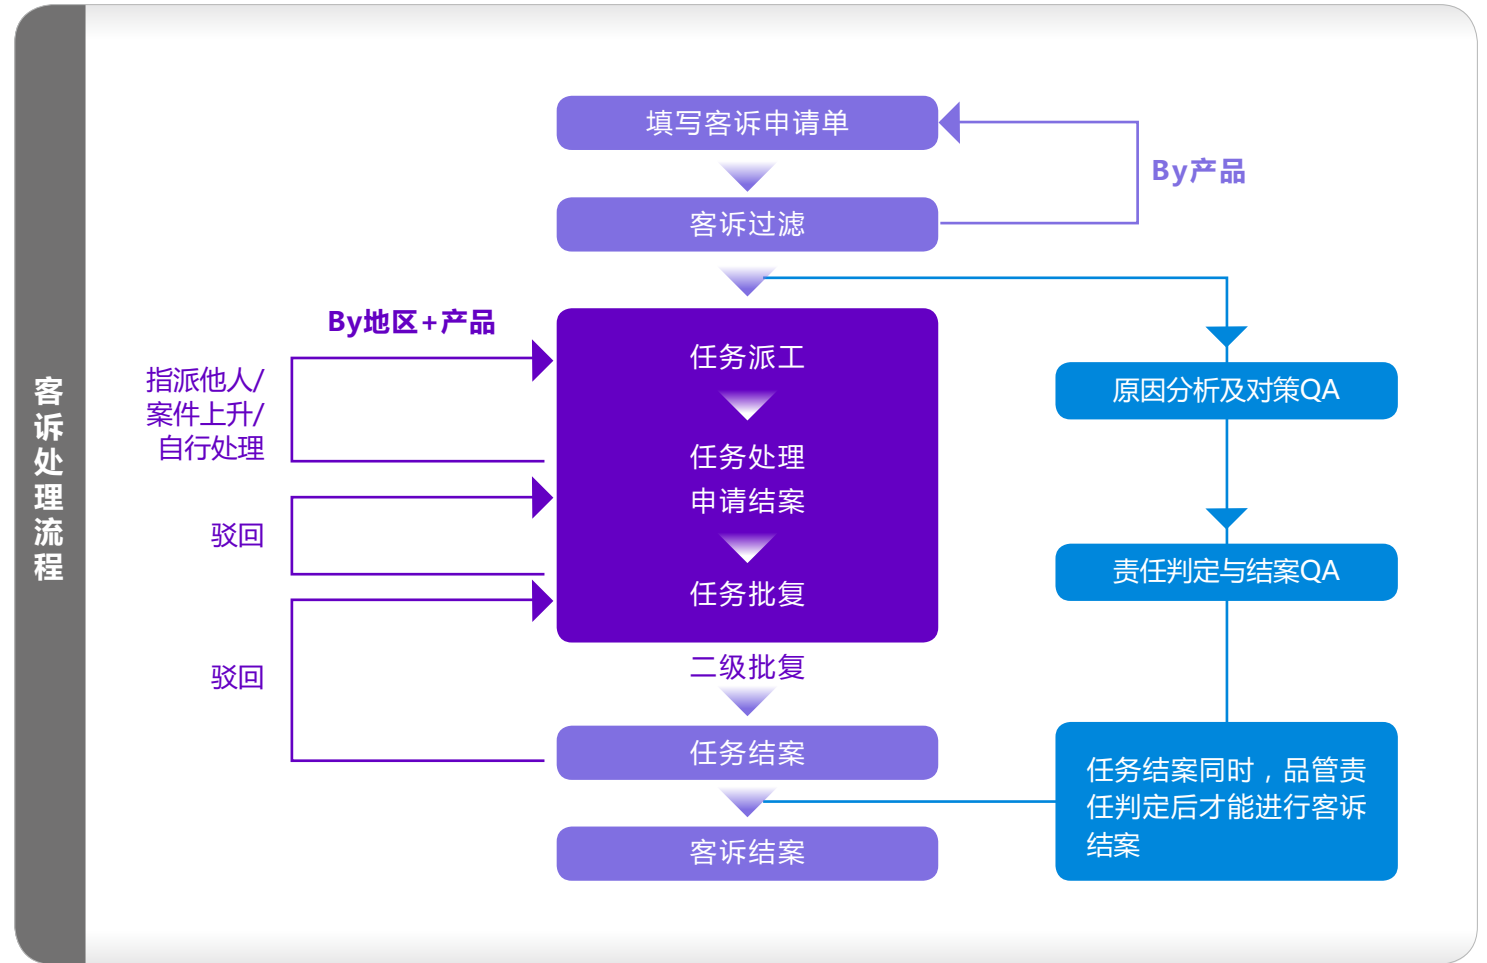 客诉处理流程
填写客诉申请单
By产品
客诉过滤
By地区+产品
指派他人/
案件上升/
自行处理
驳回
驳回
任务派工
任务处理
申请结案
任务批复
二级批复
任务结案
客诉结案
原因分析及对策QA
责任判定与结案QA
任务结案同时，品管责
任判定后才能进行客诉
结案